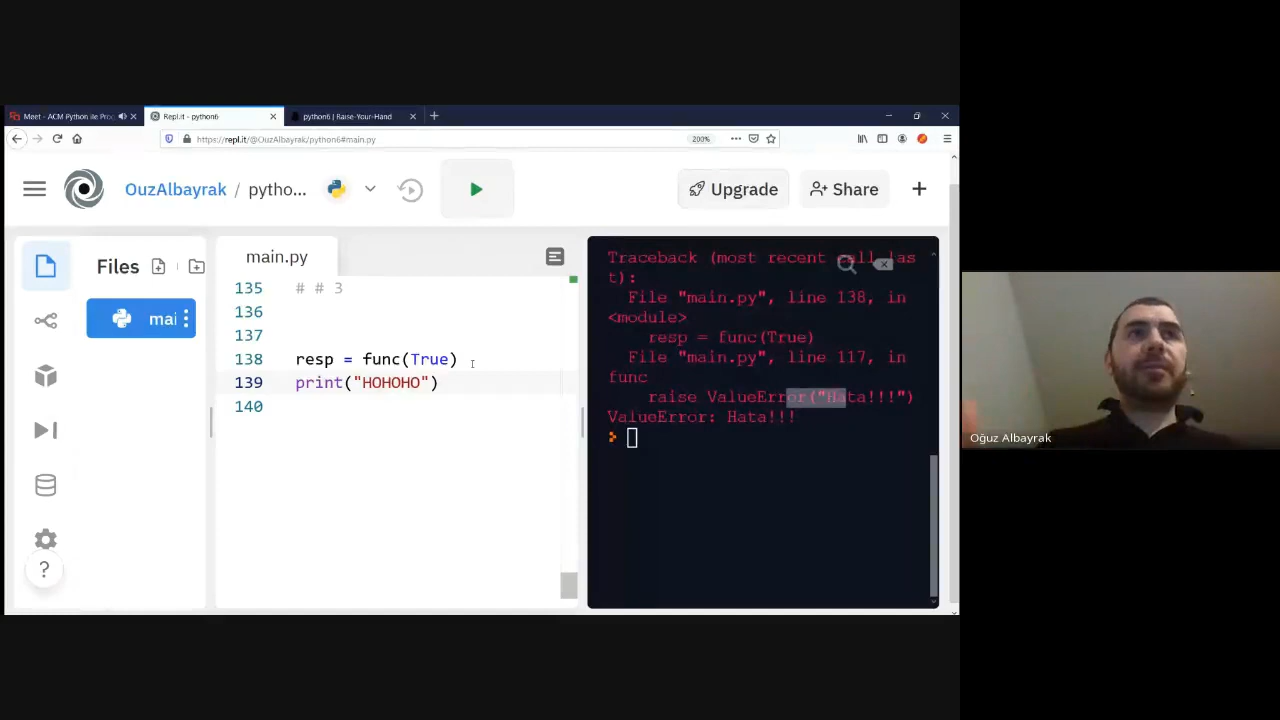 Meet - ACM Python ile Prog
Repl.it - python6
python6 | Raise-Your-Hand
https://repl.it/@OuzAlbayrak/python6#main.py
200%
OuzAlbayrak / pytho...
Upgrade
Share
Files
mai
main.py
135 # # 3
136
137
138 resp = func(True)
139 print("HOHOHO")
140
?
Traceback (most recent call las
t):
File "main.py", line 138, in
<module>
resp = func(True)
File "main.py", line 117, in
func
raise ValueError("Hata!!!")
ValueError: Hata!!!
Oğuz Albayrak